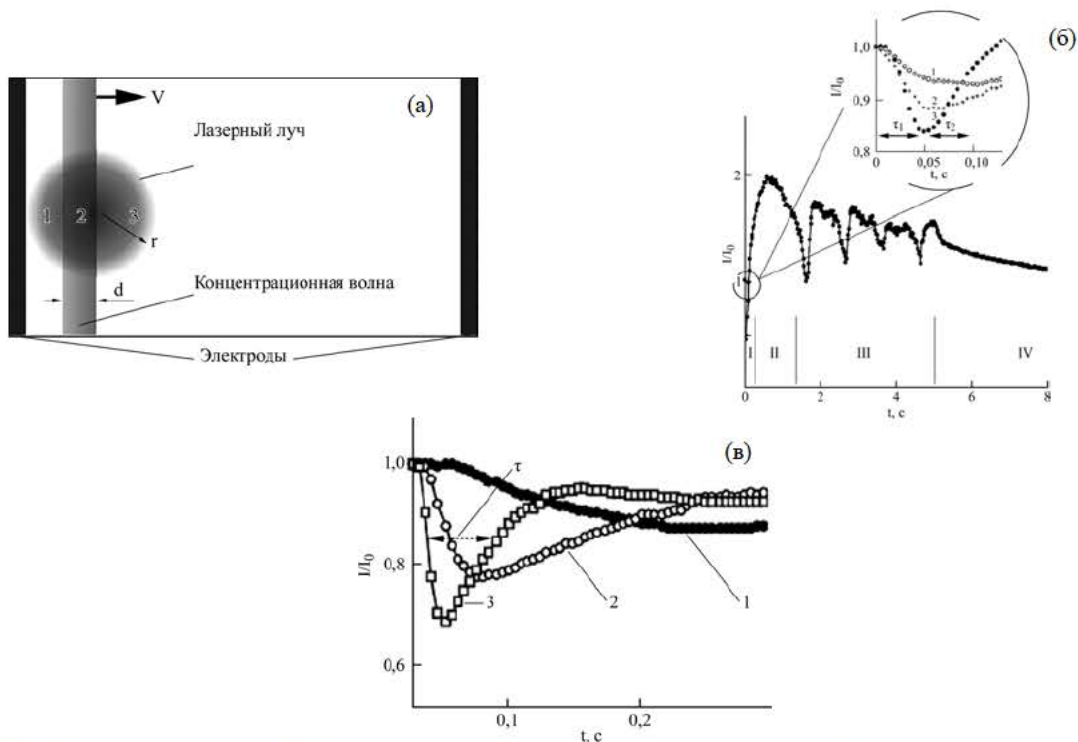 (а)
V
Лазерный луч
1 2 3
r
d
Концентрационная волна
Электроды
(б)
I/I₀
1,0
0,9
0,8
1
2
3
τ₁ τ₂
0 0,05 0,10
t, с
I/I₀
2
1
I II III IV
0 2 4 6 8
t, с
(в)
I/I₀
1,0
0,8
0,6
τ
3 2 1
0,1 0,2
t, с